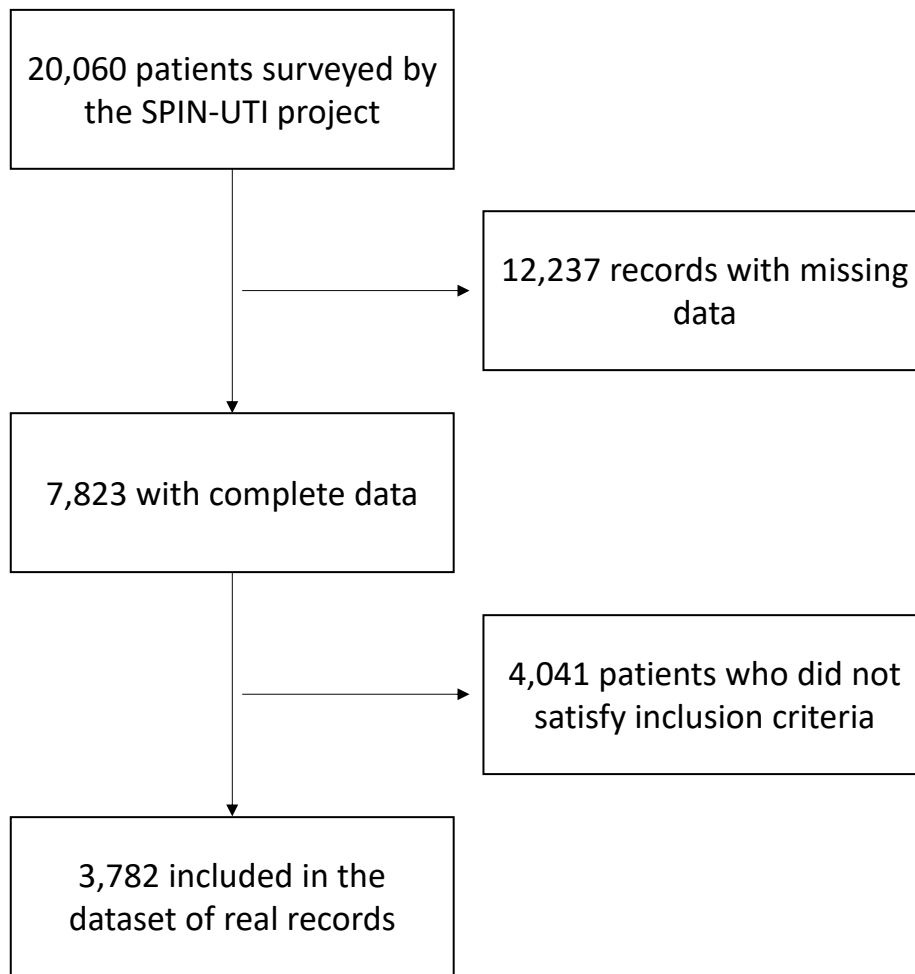 20,060 patients surveyed by
the SPIN-UTI project
12,237 records with missing
data
7,823 with complete data
4,041 patients who did not
satisfy inclusion criteria
3,782 included in the
dataset of real records